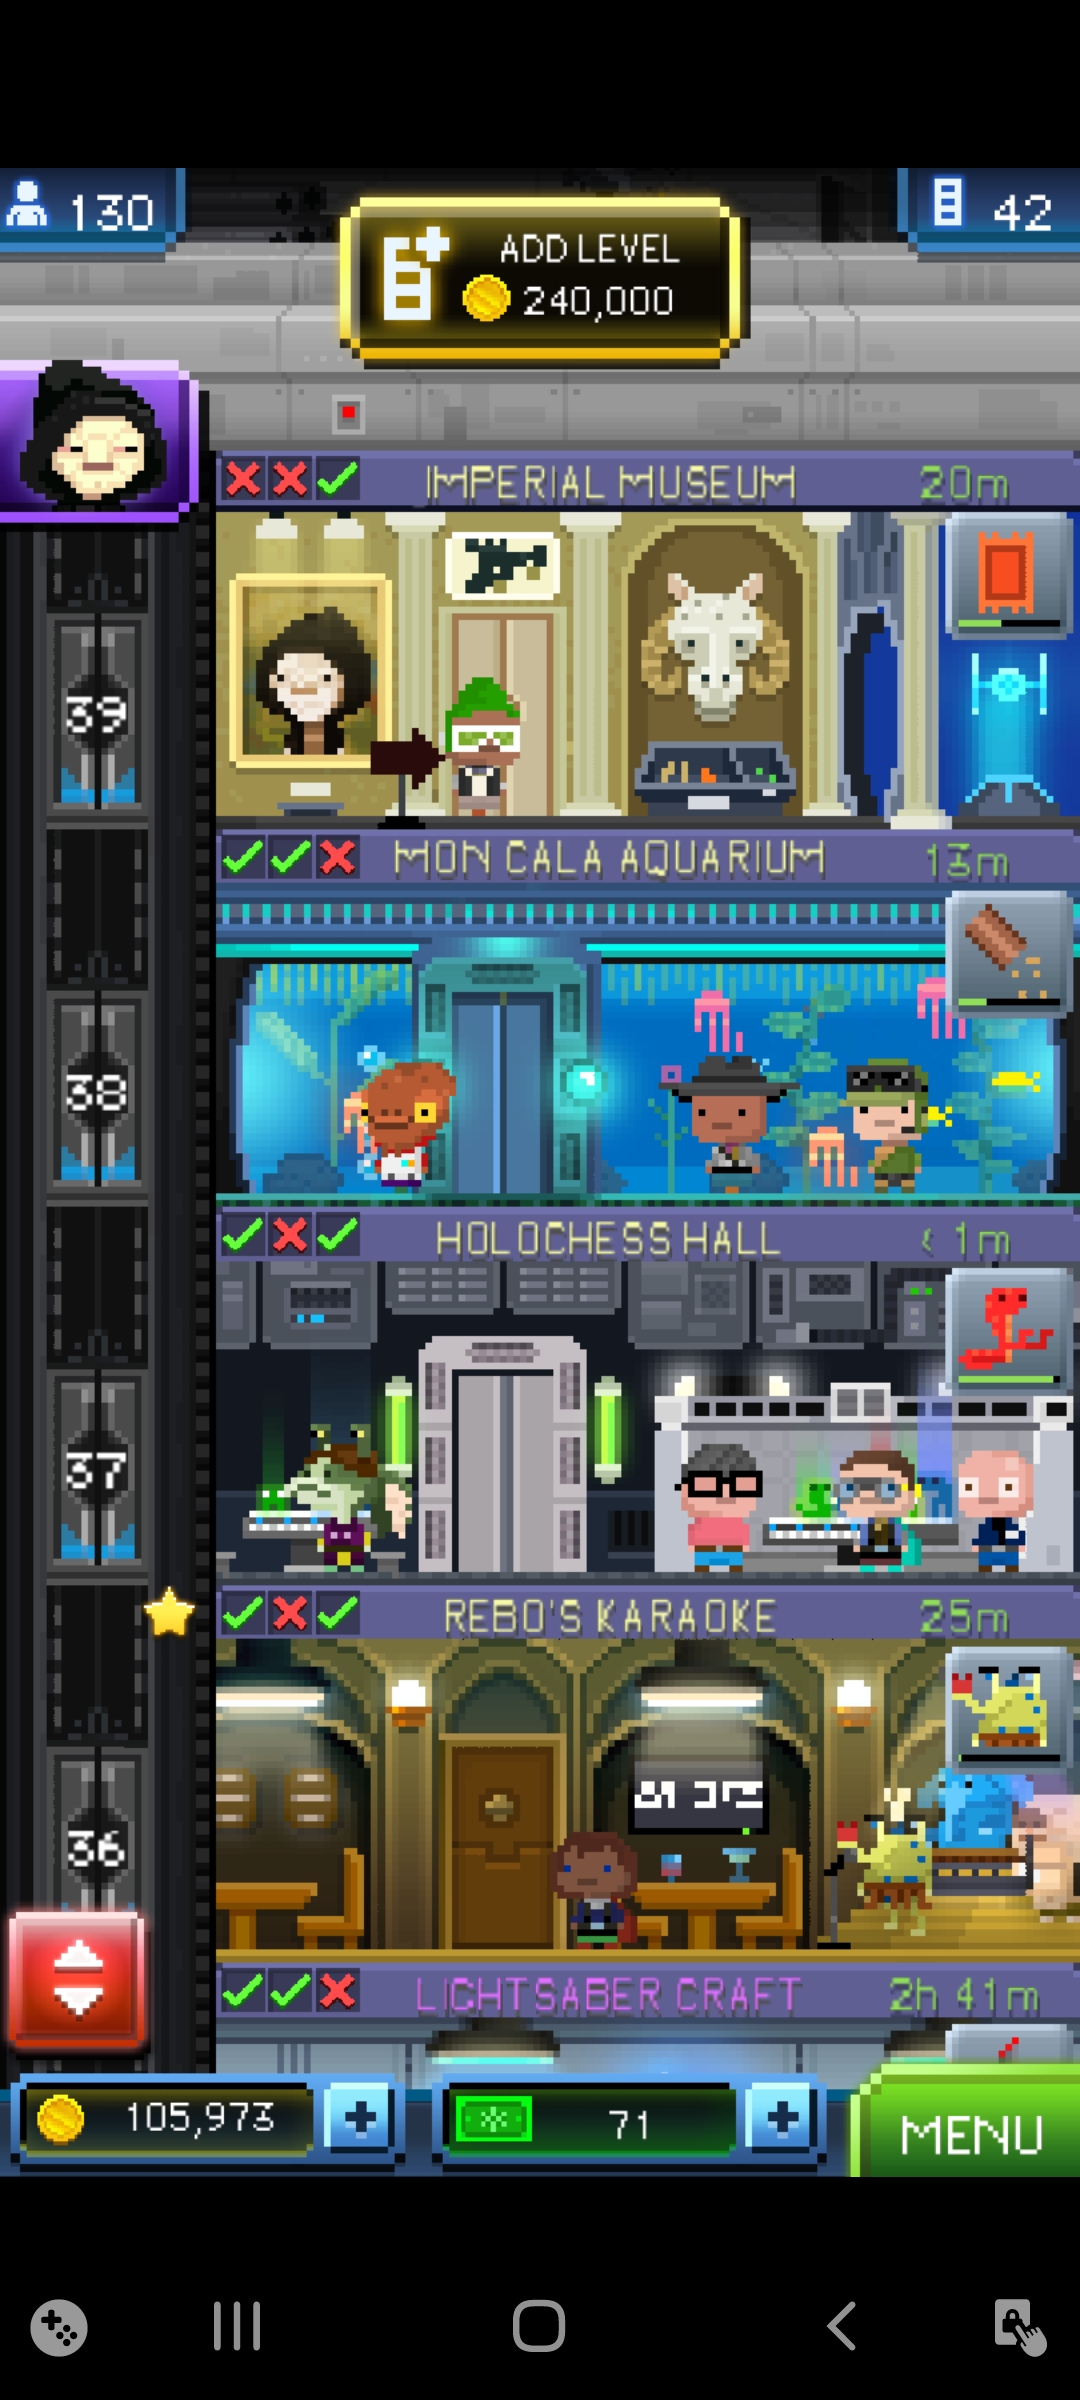 130
ADD LEVEL
240,000
42
IMPERIAL MUSEUM 20m
39
MON CALA AQUARIUM 13m
38
HOLOCHESS HALL < 1m
37
REBO'S KARAOKE 25m
36
LIGHTSABER CRAFT 2h 41m
105,973
71
MENU